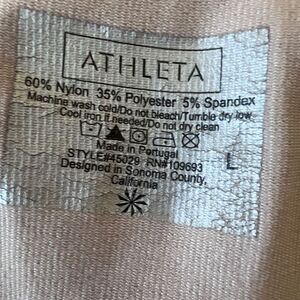 ATHLETA
60% Nylon 35% Polyester 5% Spandex
Machine wash cold/Do not bleach/Tumble dry low
Cool iron if needed/Do not dry clean
Made in Portugal
STYLE#45029 RN#109693
Designed in Sonoma County,
California
L